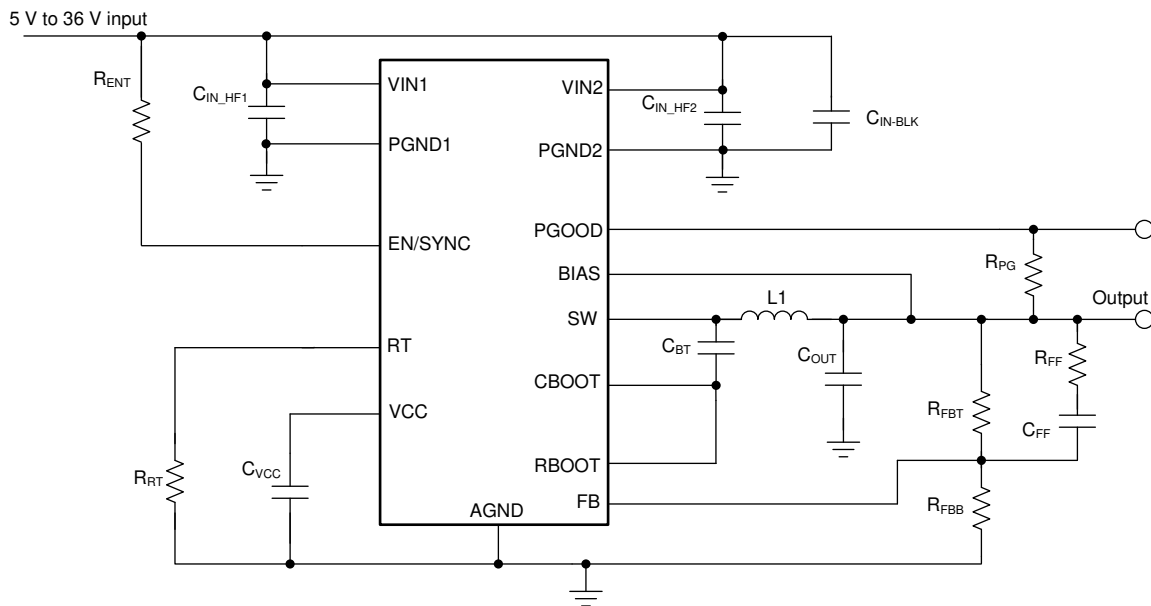 5 V to 36 V input
RENT
CIN_HF1
VIN1
PGND1
EN/SYNC
RT
VCC
RRT
CVCC
AGND
VIN2
PGND2
PGOOD
BIAS
SW
CBOOT
RBOOT
FB
CIN_HF2
CIN-BLK
RPG
L1
Output
CBT
COUT
RFF
RFBT
CFF
RFBB